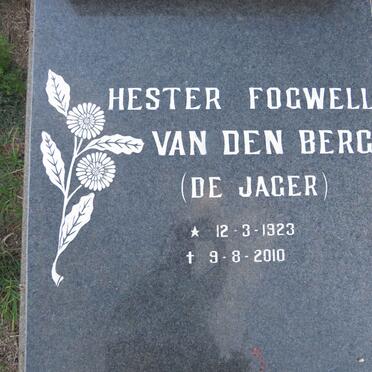 HESTER FOGWELL
VAN DEN BERG
(DE JAGER)
★ 12-3-1923
✝ 9-8-2010